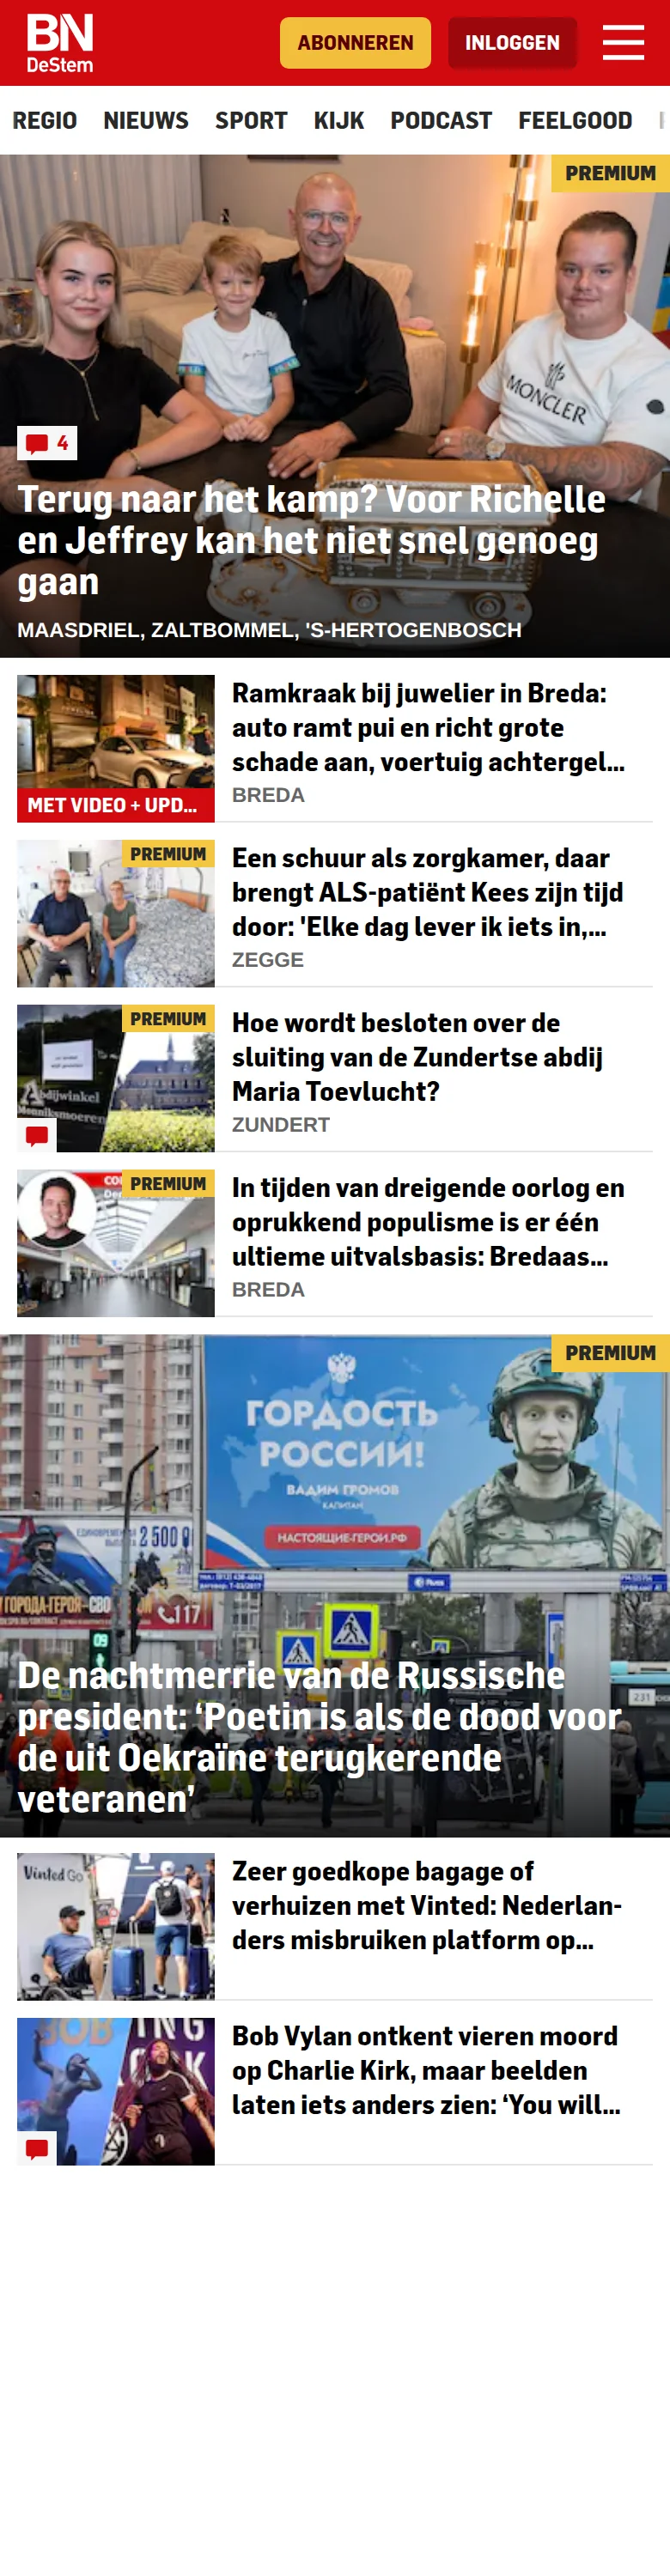 BN
DeStem
ABONNEREN
INLOGGEN
REGIO NIEUWS SPORT KIJK PODCAST FEELGOOD
PREMIUM
MONCLER
4
Terug naar het kamp? Voor Richelle
en Jeffrey kan het niet snel genoeg
gaan
MAASDRIEL, ZALTBOMMEL, 'S-HERTOGENBOSCH
MET VIDEO + UPD...
Ramkraak bij juwelier in Breda:
auto ramt pui en richt grote
schade aan, voertuig achtergel...
BREDA
PREMIUM
Een schuur als zorgkamer, daar
brengt ALS-patiënt Kees zijn tijd
door: 'Elke dag lever ik iets in,...
ZEGGE
PREMIUM
Abdijwinkel
Monniksmoeren
Hoe wordt besloten over de
sluiting van de Zundertse abdij
Maria Toevlucht?
ZUNDERT
PREMIUM
In tijden van dreigende oorlog en
oprukkend populisme is er één
ultieme uitvalsbasis: Bredaas...
BREDA
PREMIUM
ГОРДОСТЬ
РОССИИ!
ВАДИМ ГРОМОВ
КАПИТАН
НАСТОЯЩИЕ-ГЕРОИ.РФ
2 500
ГОРОДА-ГЕРОЯ-СВО
117
09
231
De nachtmerrie van de Russische
president: ‘Poetin is als de dood voor
de uit Oekraïne terugkerende
veteranen’
Vinted Go
Zeer goedkope bagage of
verhuizen met Vinted: Nederlan-
ders misbruiken platform op...
BOB
Bob Vylan ontkent vieren moord
op Charlie Kirk, maar beelden
laten iets anders zien: ‘You will...